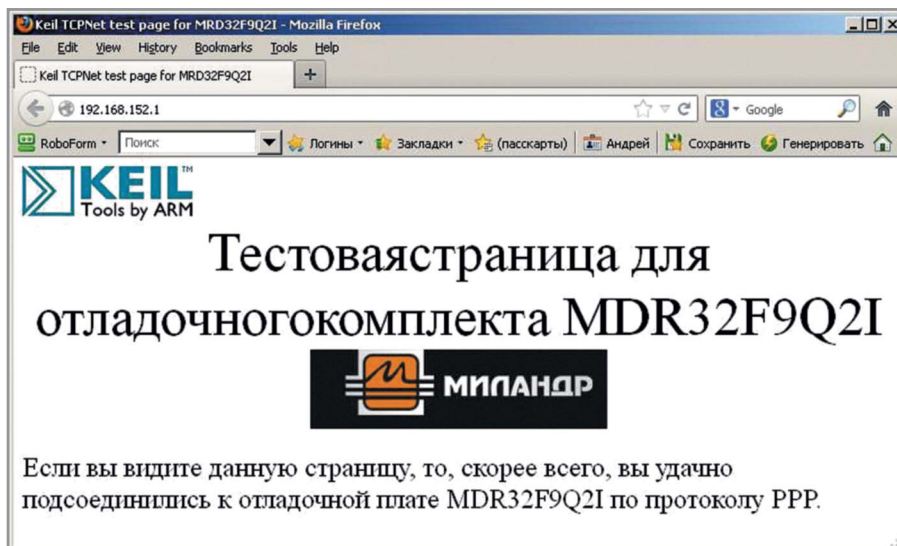 Keil TCPNet test page for MRD32F9Q2I - Mozilla Firefox
File Edit View History Bookmarks Tools Help
Keil TCPNet test page for MRD32F9Q2I +
192.168.152.1 Google
RoboForm Поиск Логины Закладки (пасскарты) Андрей Сохранить Генерировать
KEIL™
Tools by ARM
Тестоваястраница для
отладочногокомплекта MDR32F9Q2I
МИЛАНДР
Если вы видите данную страницу, то, скорее всего, вы удачно
подсоединились к отладочной плате MDR32F9Q2I по протоколу PPP.